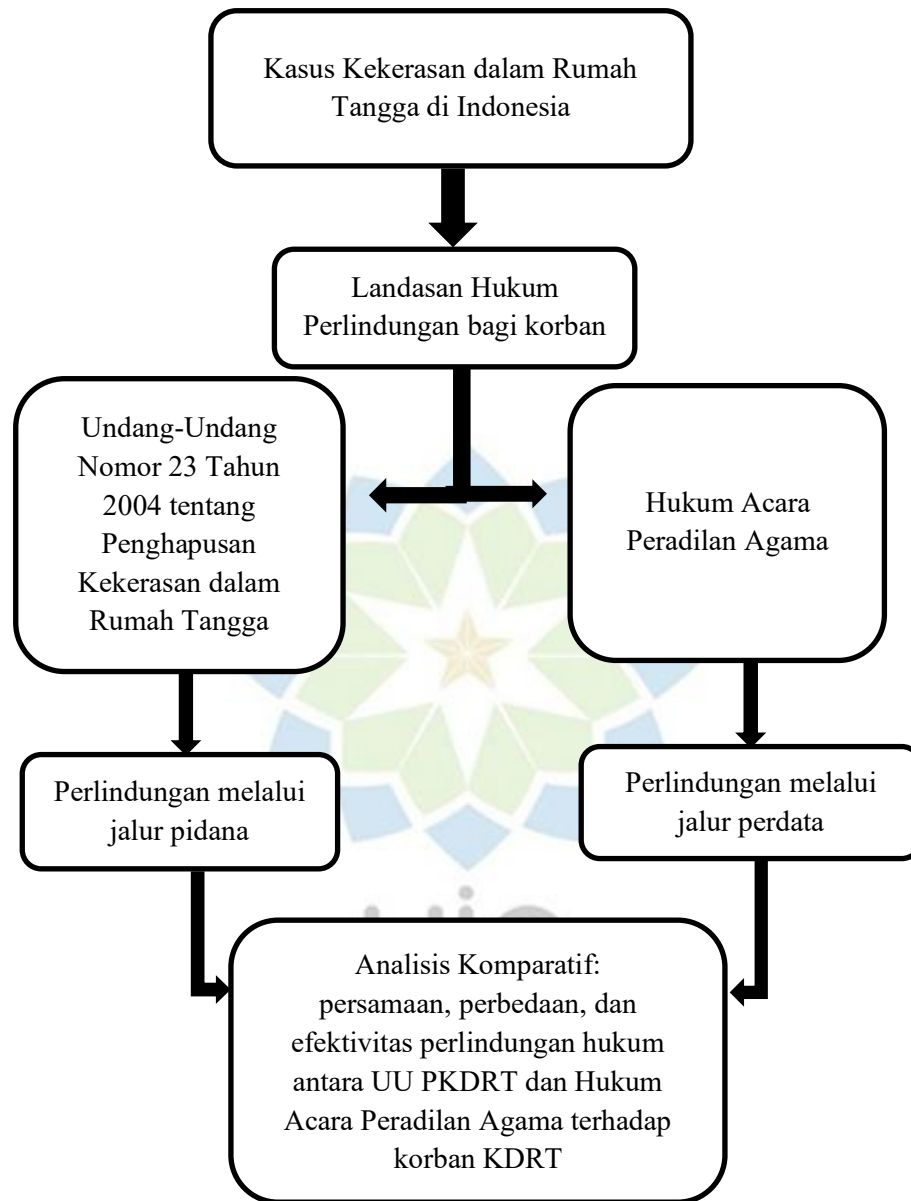 Kasus Kekerasan dalam Rumah
Tangga di Indonesia
Landasan Hukum
Perlindungan bagi korban
Undang-Undang
Nomor 23 Tahun
2004 tentang
Penghapusan
Kekerasan dalam
Rumah Tangga
Hukum Acara
Peradilan Agama
Perlindungan melalui
jalur pidana
Perlindungan melalui
jalur perdata
Analisis Komparatif:
persamaan, perbedaan, dan
efektivitas perlindungan hukum
antara UU PKDRT dan Hukum
Acara Peradilan Agama terhadap
korban KDRT